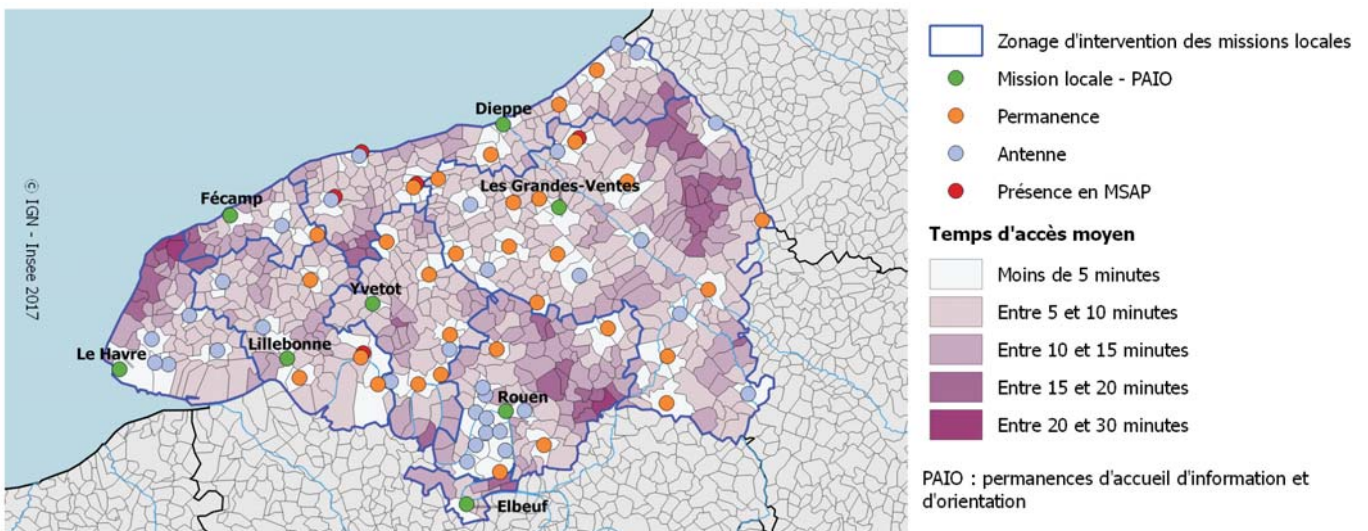 Dieppe
Les Grandes-Ventes
Fécamp
Yvetot
Le Havre
Lillebonne
Rouen
Elbeuf
© IGN - Insee 2017
Zonage d'intervention des missions locales
Mission locale - PAIO
Permanence
Antenne
Présence en MSAP
Temps d'accès moyen
Moins de 5 minutes
Entre 5 et 10 minutes
Entre 10 et 15 minutes
Entre 15 et 20 minutes
Entre 20 et 30 minutes
PAIO : permanences d'accueil d'information et
d'orientation